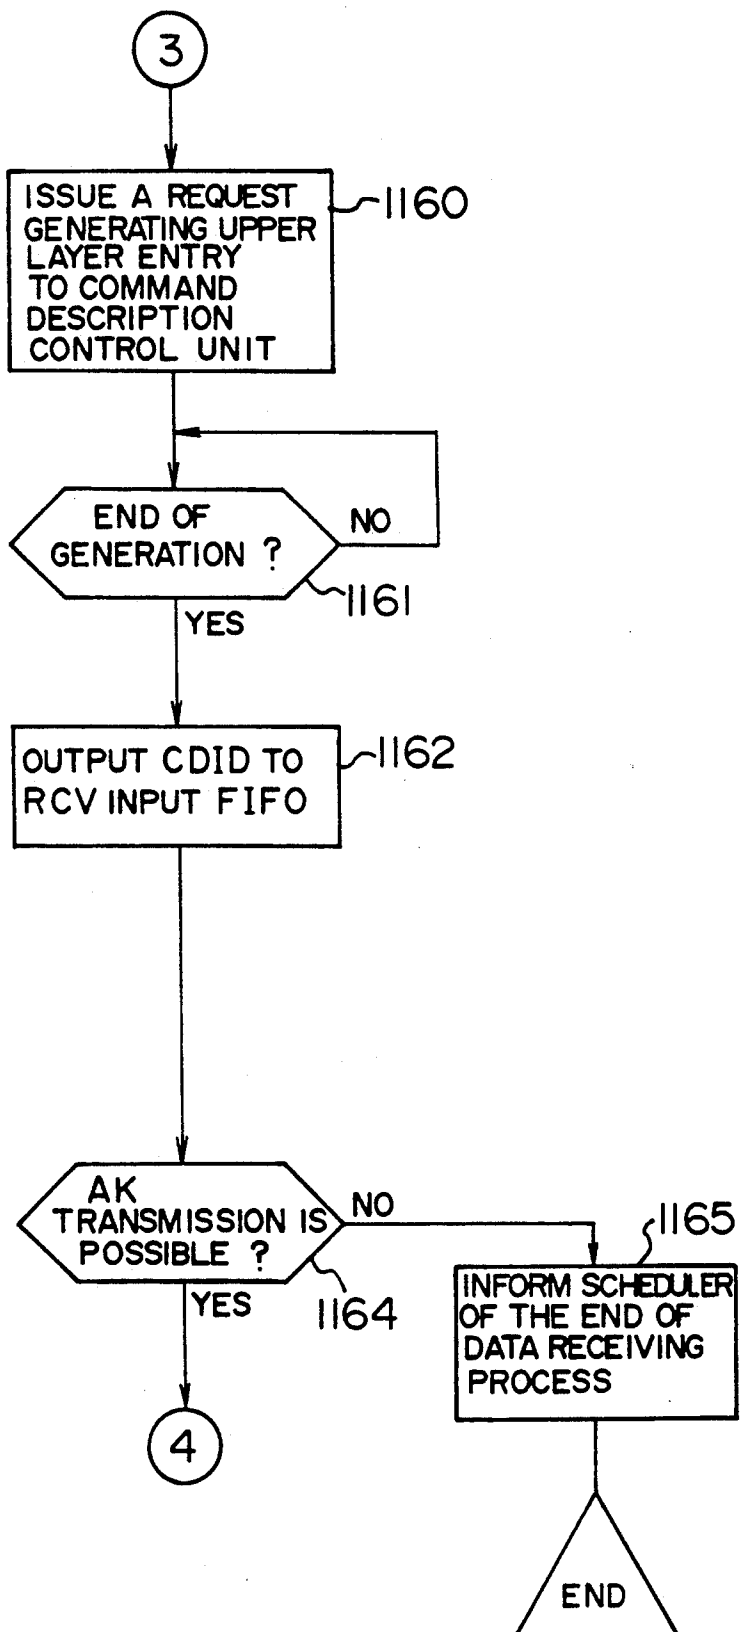 3
ISSUE A REQUEST
GENERATING UPPER
LAYER ENTRY
TO COMMAND
DESCRIPTION
CONTROL UNIT
1160
END OF
GENERATION ?
NO
1161
YES
OUTPUT CDID TO
RCV INPUT FIFO
1162
AK
TRANSMISSION IS
POSSIBLE ?
NO
1164
YES
1165
INFORM SCHEDULER
OF THE END OF
DATA RECEIVING
PROCESS
4
END